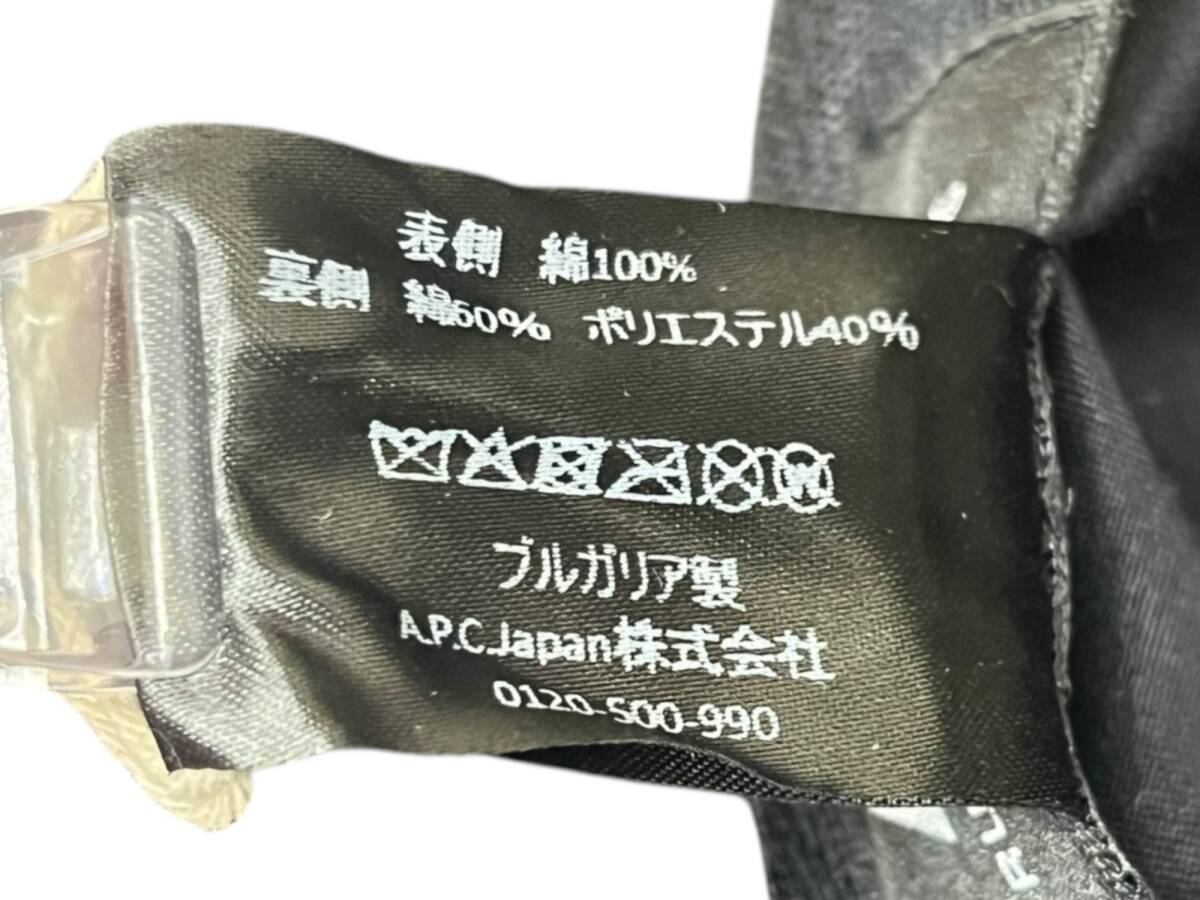 表側 綿100%
裏側 綿60% ポリエステル40%
ブルガリア製
A.P.C.Japan株式会社
0120-500-990
RU